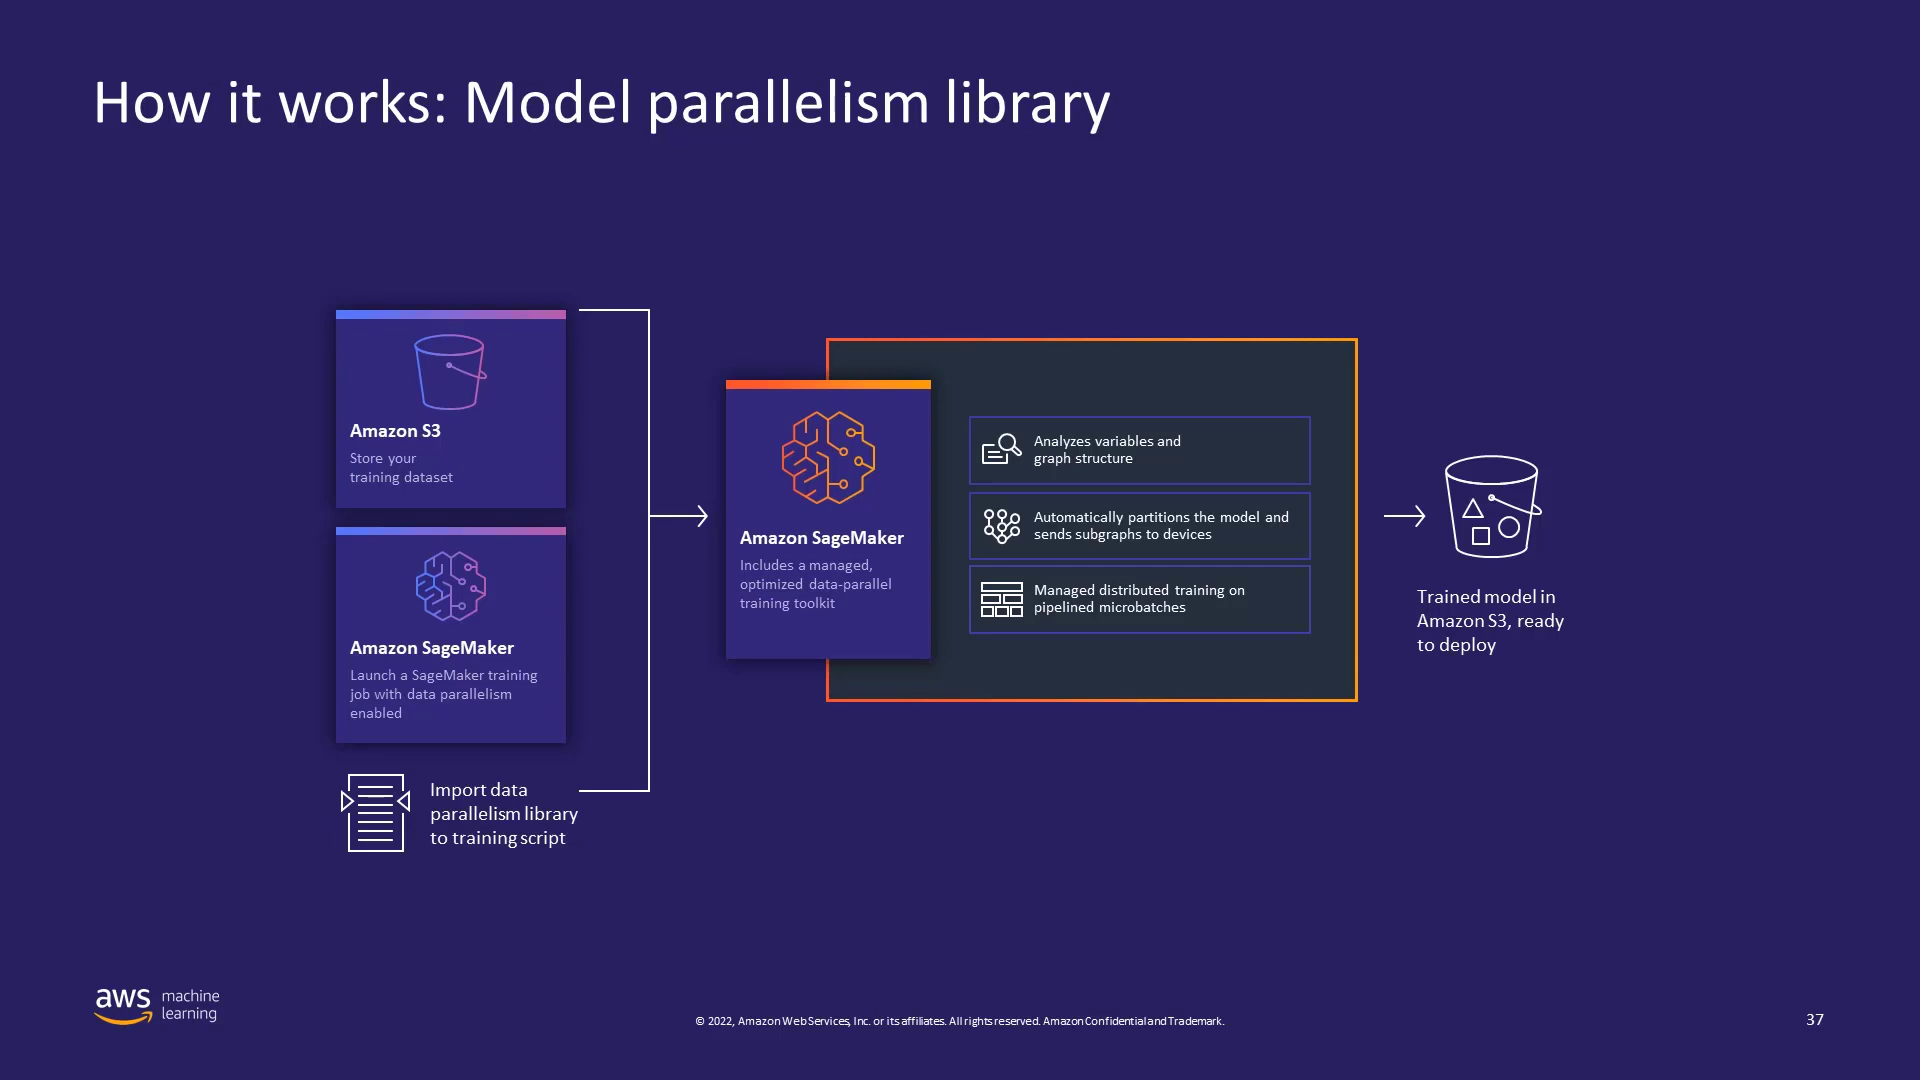 How it works: Model parallelism library
Amazon S3
Store your
training dataset
Amazon SageMaker
Launch a SageMaker training
job with data parallelism
enabled
Import data
parallelism library
to training script
Amazon SageMaker
Includes a managed,
optimized data-parallel
training toolkit
Analyzes variables and
graph structure
Automatically partitions the model and
sends subgraphs to devices
Managed distributed training on
pipelined microbatches
Trained model in
Amazon S3, ready
to deploy
aws machine
learning
© 2022, Amazon Web Services, Inc. or its affiliates. All rights reserved. Amazon Confidential and Trademark.
37